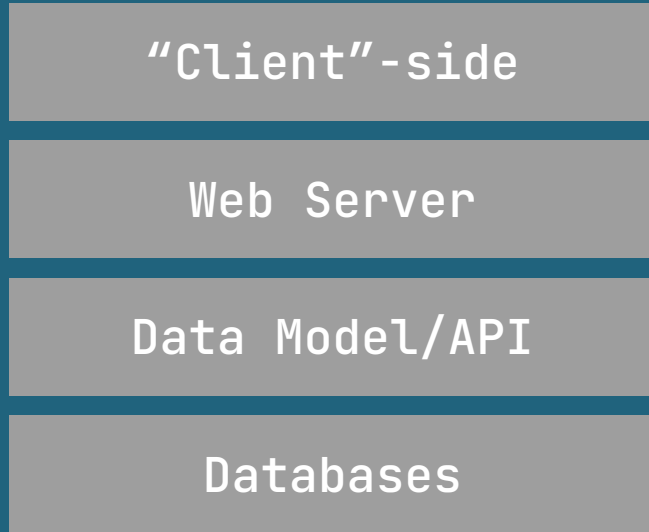 “Client”-side
Web Server
Data Model/API
Databases